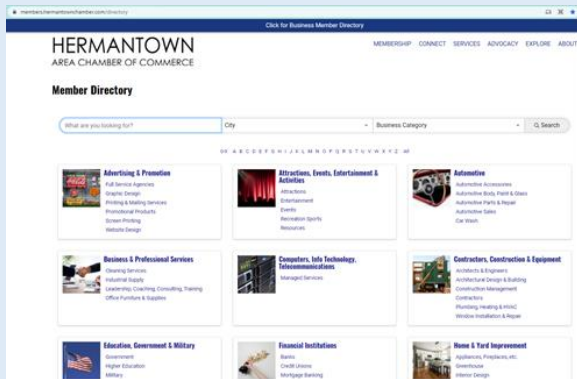 members.hermantownchamber.com/directory
Click for Business Member Directory
HERMANTOWN
AREA CHAMBER OF COMMERCE
MEMBERSHIP CONNECT SERVICES ADVOCACY EXPLORE ABOUT
Member Directory
What are you looking for?
City
Business Category
Search
0-9 A B C D E F G H I J K L M N O P Q R S T U V W X Y Z All
Advertising & Promotion
Full Service Agencies
Graphic Design
Printing & Mailing Services
Promotional Products
Screen Printing
Website Design
Attractions, Events, Entertainment &
Activities
Attractions
Entertainment
Events
Recreation Sports
Resources
Automotive
Automotive Accessories
Automotive Body, Paint & Glass
Automotive Parts & Repair
Automotive Sales
Car Wash
Business & Professional Services
Cleaning Services
Industrial Supply
Leadership, Coaching, Consulting, Training
Office Furniture & Supplies
Computers, Info Technology,
Telecommunications
Managed Services
Contractors, Construction & Equipment
Architects & Engineers
Architectural Design & Building
Construction Management
Contractors
Plumbing, Heating & HVAC
Window Installation & Repair
Education, Government & Military
Government
Higher Education
Military
Financial Institutions
Banks
Credit Unions
Mortgage Banking
Home & Yard Improvement
Appliances, Fireplaces, etc.
Greenhouse
Interior Design